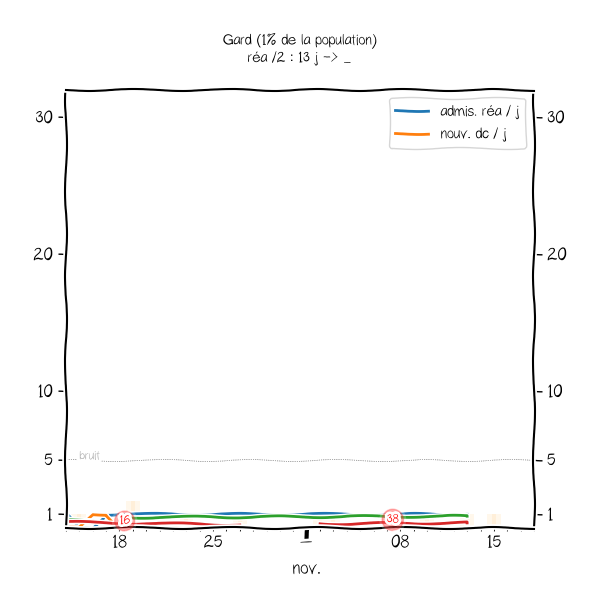 Gard (1% de la population)
réa /2 : 13 j -> _
admis. réa / j
nouv. dc / j
30
30
20
20
10
10
5
bruit
5
1
16
38
1
18
25
1
08
15
nov.